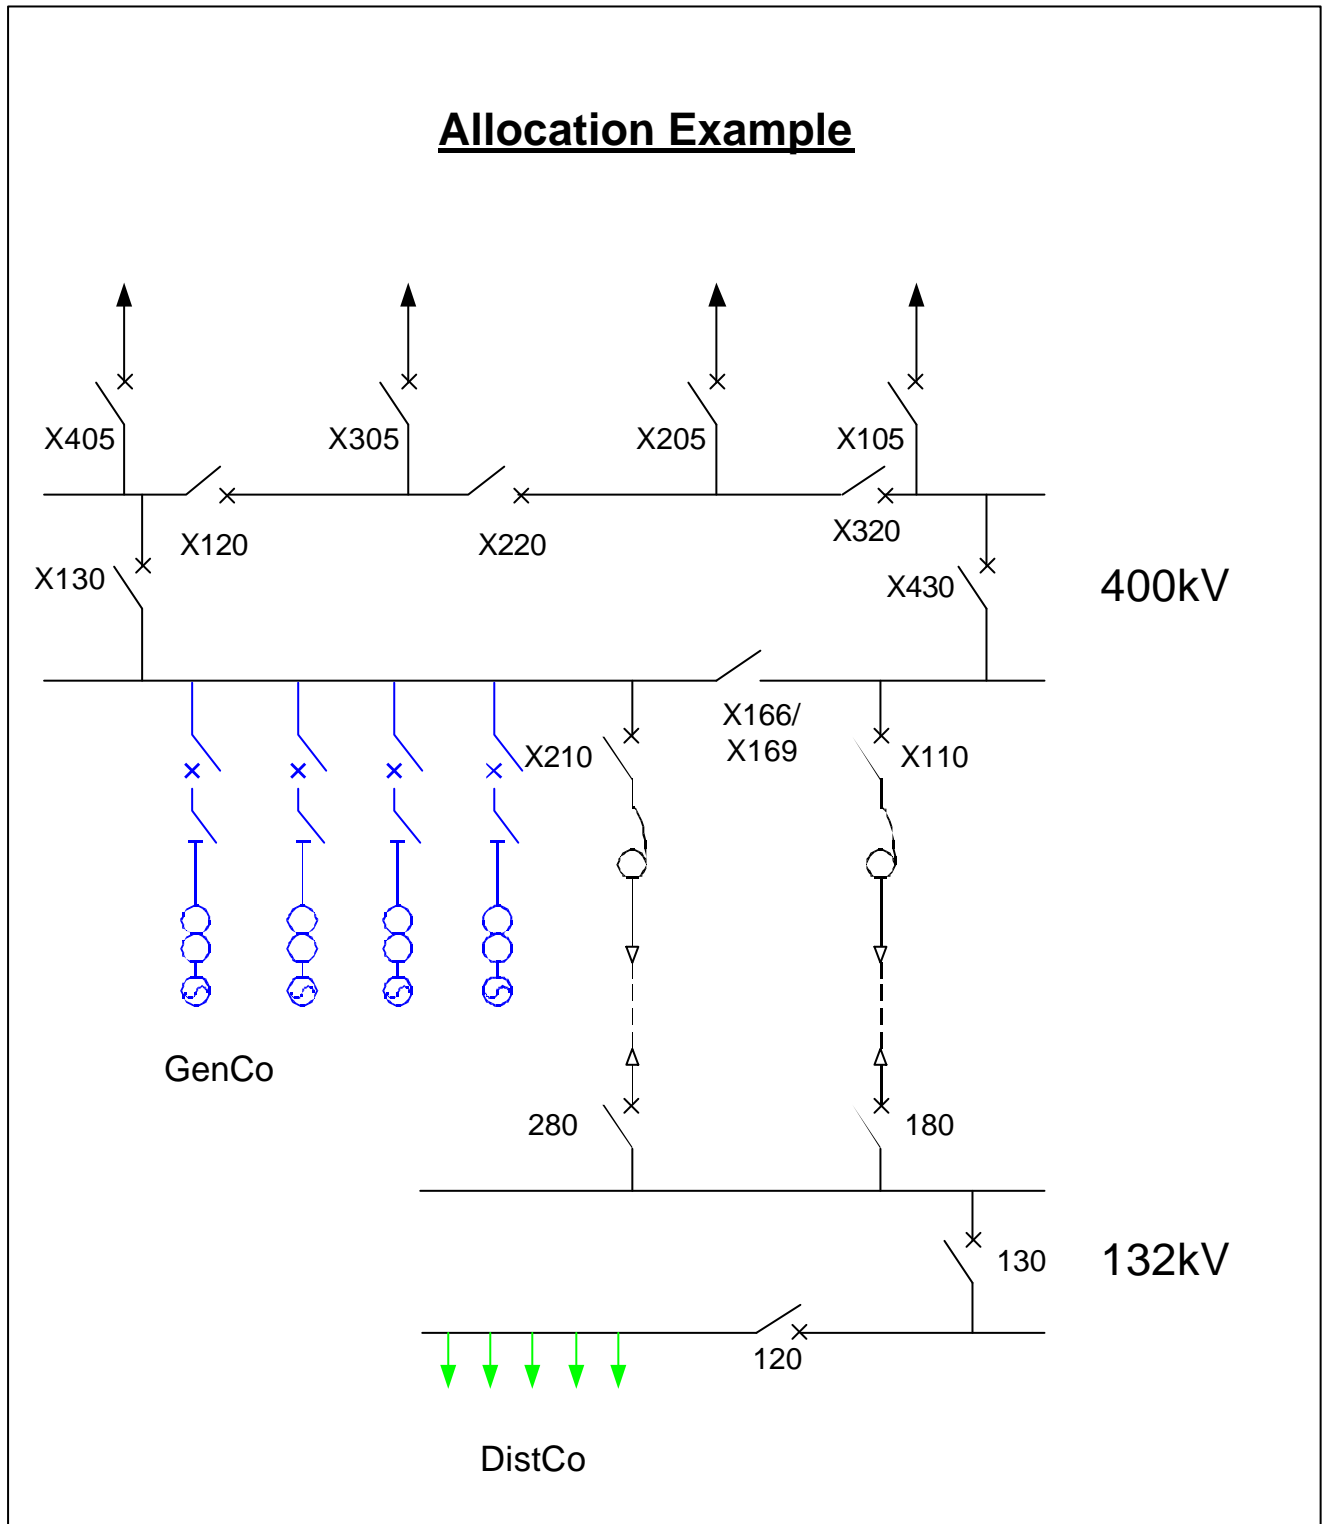 Allocation Example
X405
X305
X205
X105
X120
X220
X320
X130
X430
400kV
X210
X166/
X169
X110
GenCo
280
180
130
132kV
120
DistCo